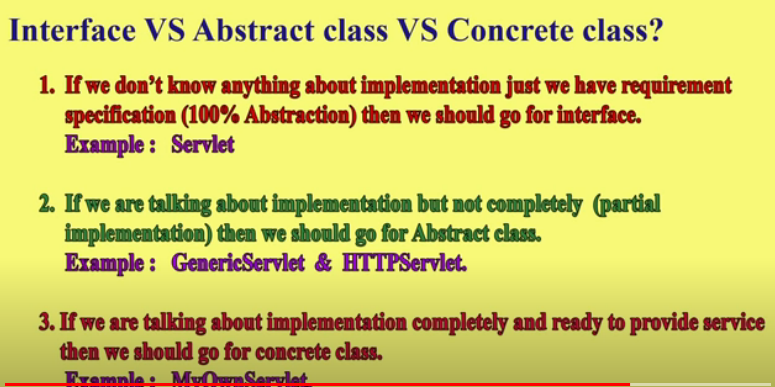 Interface VS Abstract class VS Concrete class?
1. If we don't know anything about implementation just we have requirement
specification (100% Abstraction) then we should go for interface.
Example : Servlet
2. If we are talking about implementation but not completely (partial
implementation) then we should go for Abstract class.
Example : GenericServlet & HTTPServlet.
3. If we are talking about implementation completely and ready to provide service
then we should go for concrete class.
Example : MyOwnServlet